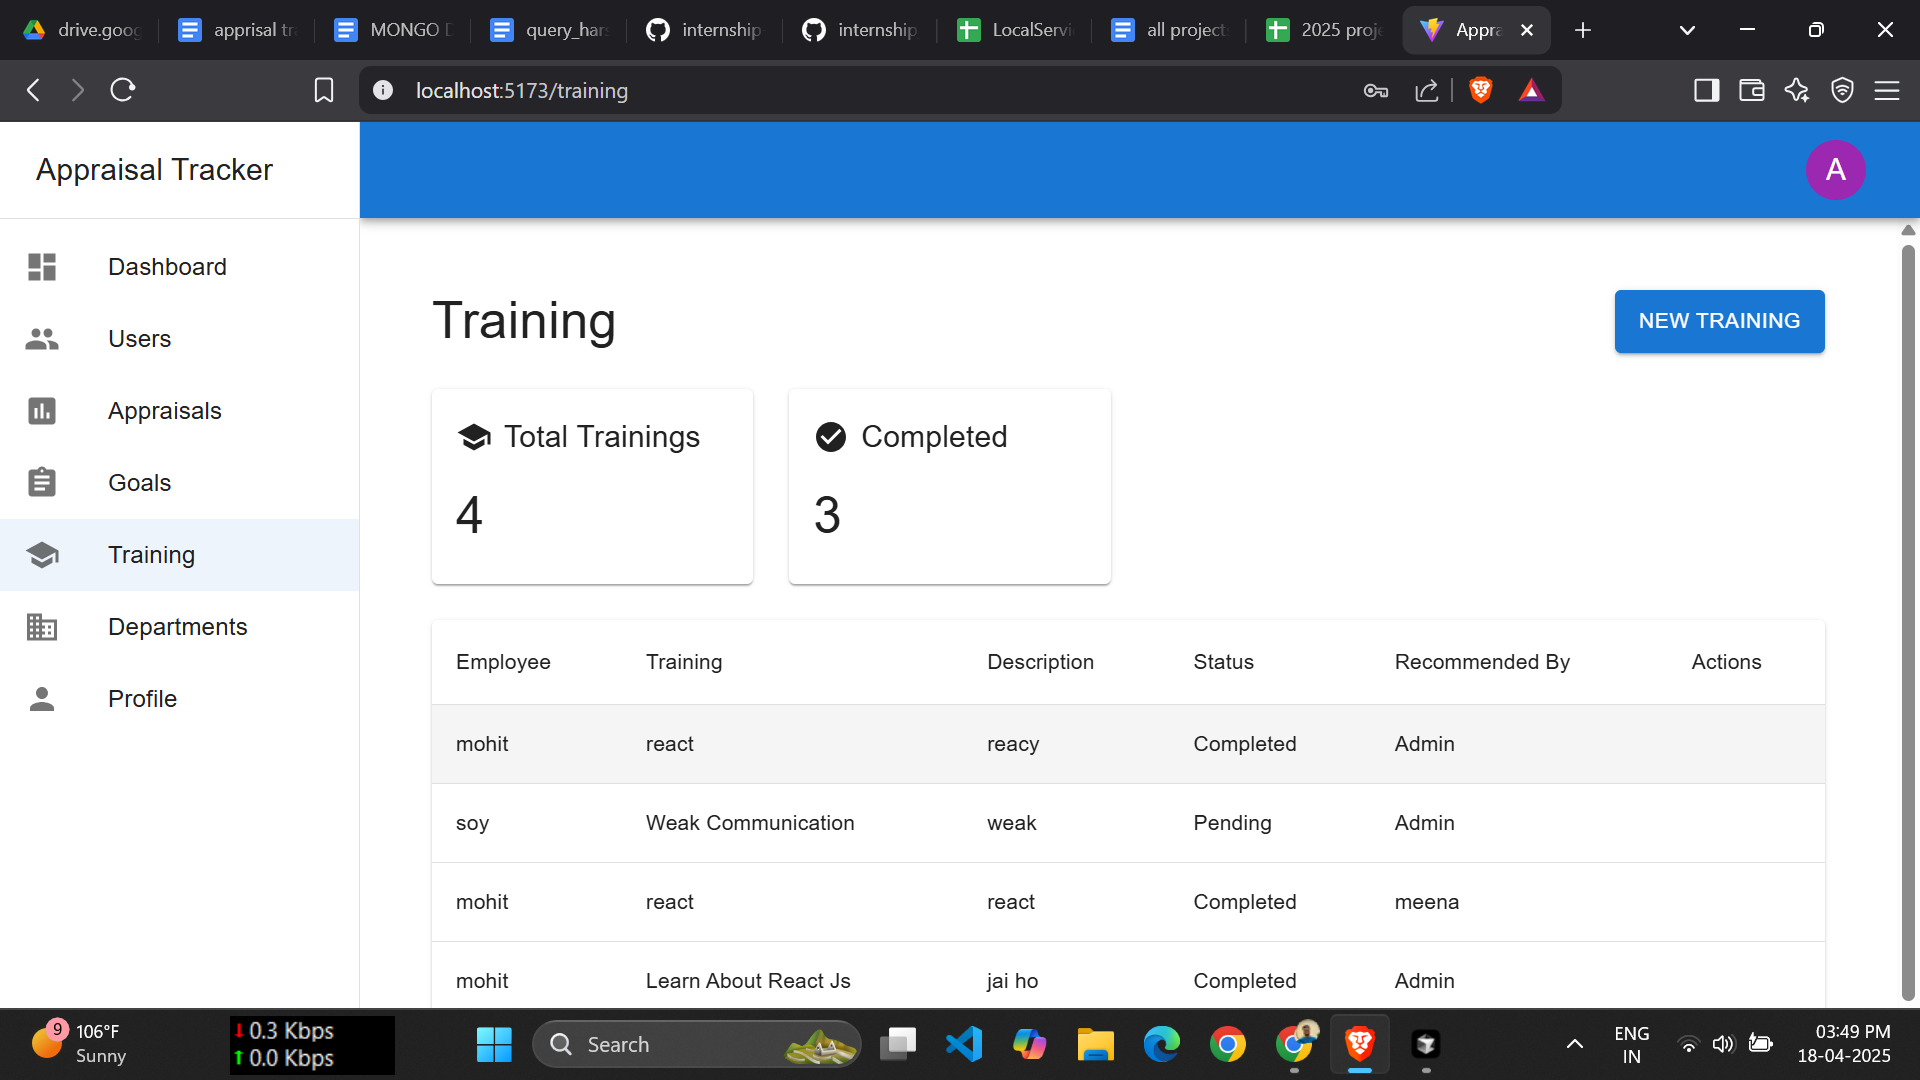 drive.goog
apprisal tr
MONGO D
query_hars
internship
internship
LocalServi
all project
2025 proj
Appra
localhost:5173/training
Appraisal Tracker
A
Dashboard
Users
Appraisals
Goals
Training
Departments
Profile
Training
NEW TRAINING
Total Trainings
4
Completed
3
Employee Training Description Status Recommended By Actions
mohit react reacy Completed Admin
soy Weak Communication weak Pending Admin
mohit react react Completed meena
mohit Learn About React Js jai ho Completed Admin
9
106°F
Sunny
0.3 Kbps
0.0 Kbps
Search
ENG
IN
03:49 PM
18-04-2025